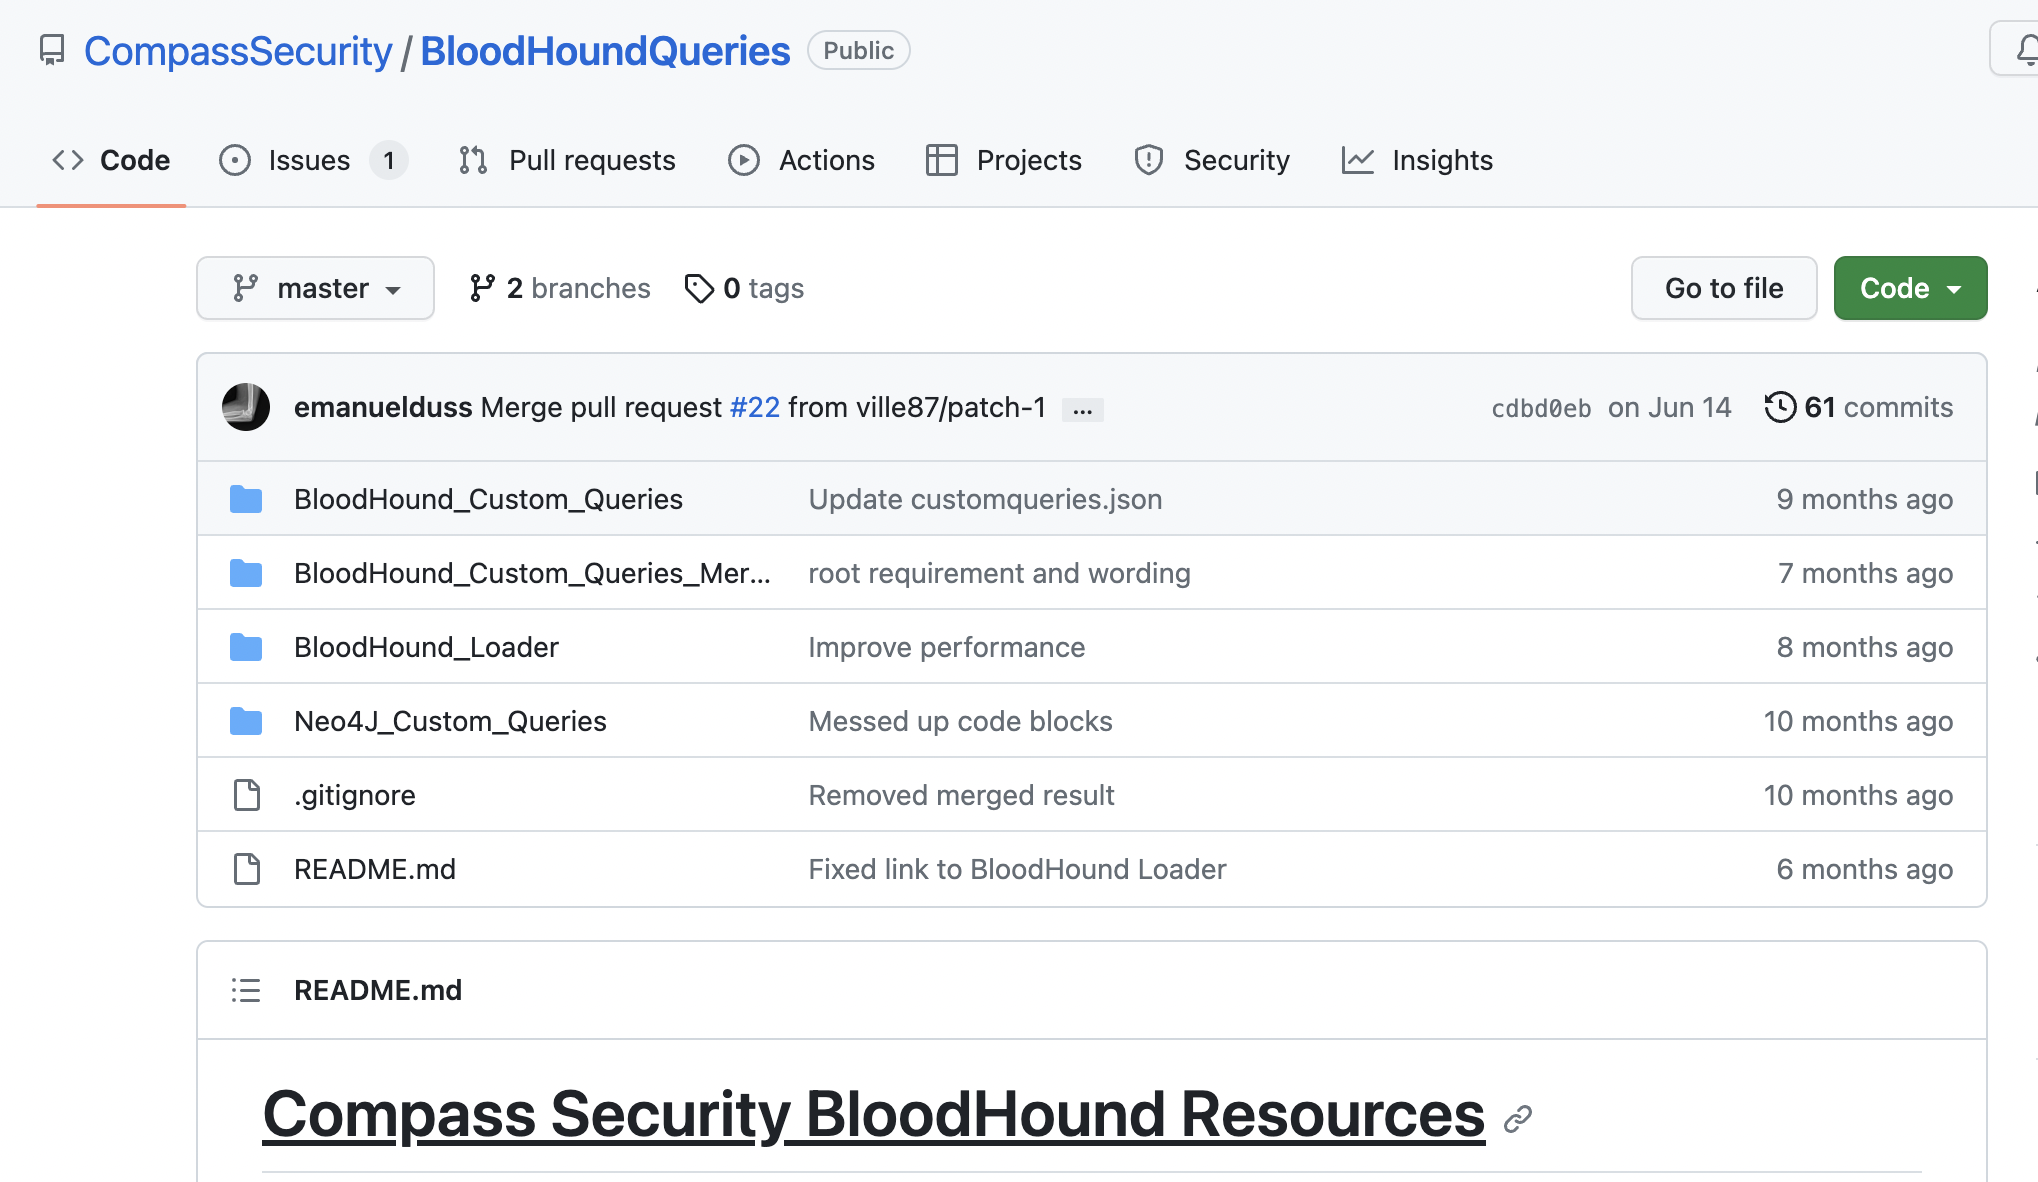 CompassSecurity / BloodHoundQueries Public
Code Issues 1 Pull requests Actions Projects Security Insights
master 2 branches 0 tags Go to file Code
emanuelduss Merge pull request #22 from ville87/patch-1 ... cdbd0eb on Jun 14 61 commits
BloodHound_Custom_Queries Update customqueries.json 9 months ago
BloodHound_Custom_Queries_Mer... root requirement and wording 7 months ago
BloodHound_Loader Improve performance 8 months ago
Neo4J_Custom_Queries Messed up code blocks 10 months ago
.gitignore Removed merged result 10 months ago
README.md Fixed link to BloodHound Loader 6 months ago
README.md
Compass Security BloodHound Resources